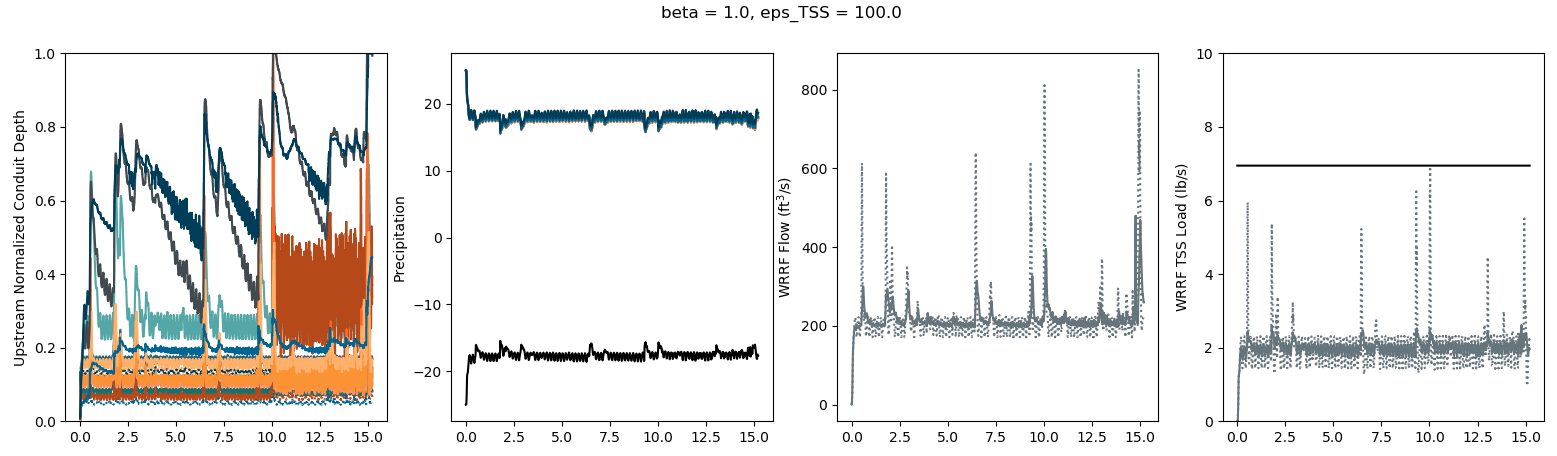 beta = 1.0, eps_TSS = 100.0
Upstream Normalized Conduit Depth
1.0
0.8
0.6
0.4
0.2
0.0
0.0 2.5 5.0 7.5 10.0 12.5 15.0
Precipitation
20
10
0
−10
−20
0.0 2.5 5.0 7.5 10.0 12.5 15.0
WRRF Flow (ft³/s)
800
600
400
200
0
0.0 2.5 5.0 7.5 10.0 12.5 15.0
WRRF TSS Load (lb/s)
10
8
6
4
2
0
0.0 2.5 5.0 7.5 10.0 12.5 15.0